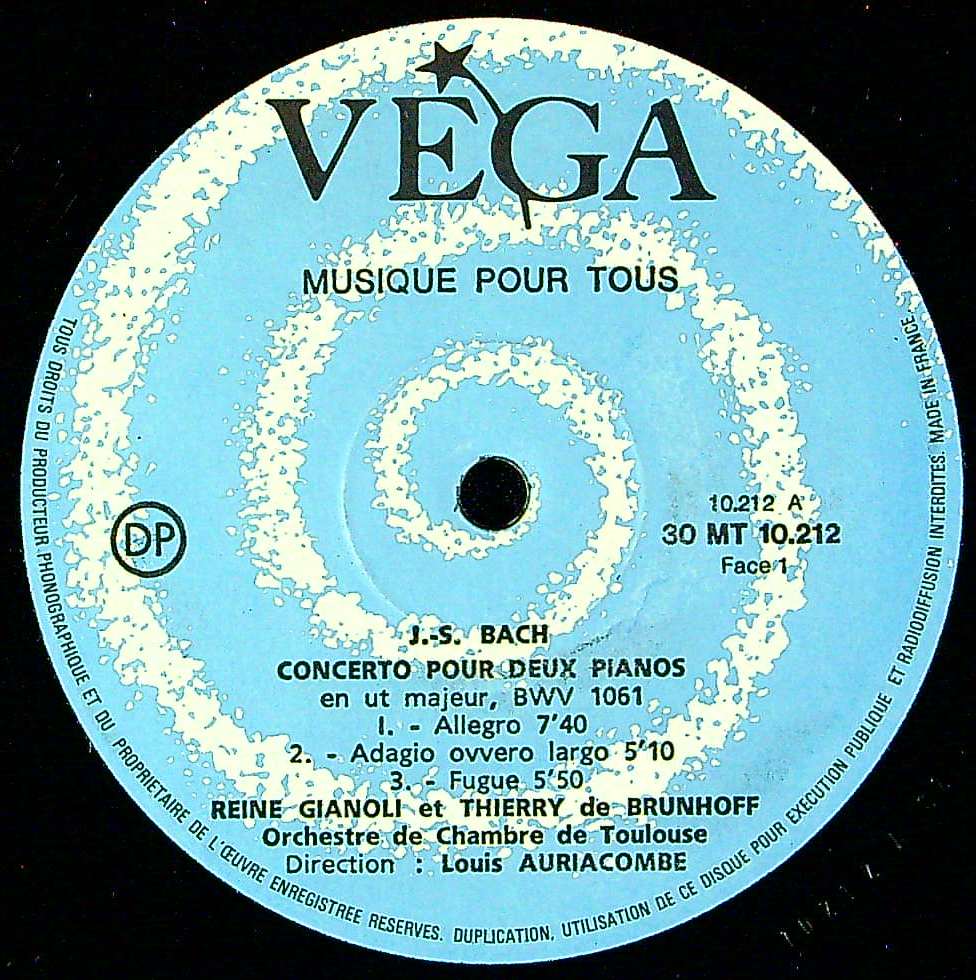 VÉGA
MUSIQUE POUR TOUS
DP
10.212 A
30 MT 10.212
Face 1
J.-S. BACH
CONCERTO POUR DEUX PIANOS
en ut majeur, BWV 1061
1. - Allegro 7'40
2. - Adagio ovvero largo 5'10
3. - Fugue 5'50
REINE GIANOLI et THIERRY de BRUNHOFF
Orchestre de Chambre de Toulouse
Direction : Louis AURIACOMBE
TOUS DROITS DU PRODUCTEUR PHONOGRAPHIQUE ET DU PROPRIETAIRE DE L'ŒUVRE ENREGISTREE RESERVES. DUPLICATION, UTILISATION DE CE DISQUE POUR EXECUTION PUBLIQUE ET RADIODIFFUSION INTERDITES. MADE IN FRANCE.